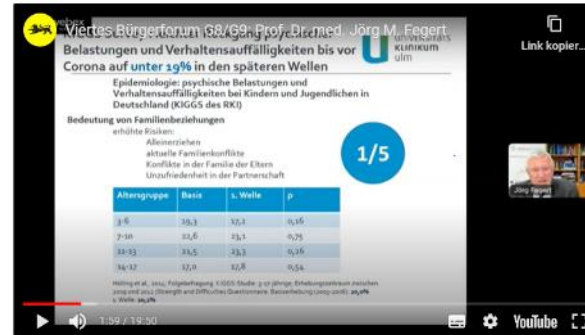 Viertes Bürgerforum G8/G9: Prof. Dr. med. Jörg M. Fegert
Link kopier...
psychischer
Belastungen und Verhaltensauffälligkeiten bis vor
Corona auf unter 19% in den späteren Wellen
KLINIKUM
ulm
Epidemiologie: psychische Belastungen und
Verhaltensauffälligkeiten bei Kindern und Jugendlichen in
Deutschland (KIGGS des RKI)
Bedeutung von Familienbeziehungen
erhöhte Risiken:
Alleinerziehen
aktuelle Familienkonflikte
Konflikte in der Familie der Eltern
Unzufriedenheit in der Partnerschaft
1/5
Jörg Fegert
Altersgruppe Basis 1. Welle p
3-6 19,3 17,2 0,16
7-10 22,6 23,1 0,75
11-13 21,5 23,3 0,26
14-17 17,0 17,8 0,54
1:59 / 19:50
YouTube